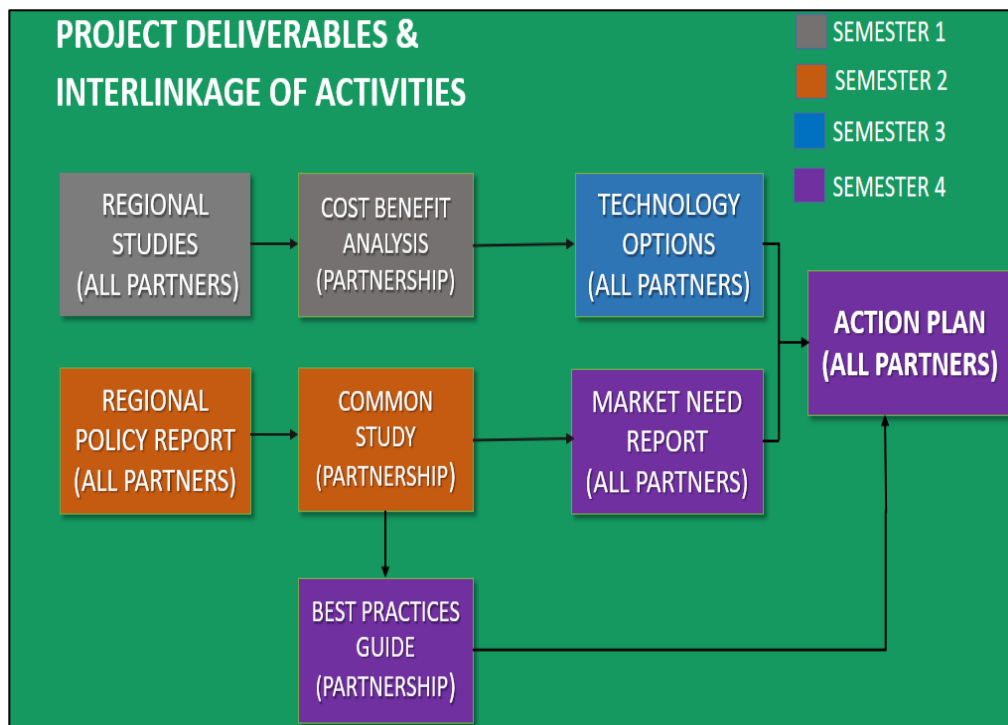 PROJECT DELIVERABLES &
INTERLINKAGE OF ACTIVITIES
SEMESTER 1
SEMESTER 2
SEMESTER 3
SEMESTER 4
REGIONAL
STUDIES
(ALL PARTNERS)
COST BENEFIT
ANALYSIS
(PARTNERSHIP)
TECHNOLOGY
OPTIONS
(ALL PARTNERS)
ACTION PLAN
(ALL PARTNERS)
REGIONAL
POLICY REPORT
(ALL PARTNERS)
COMMON
STUDY
(PARTNERSHIP)
MARKET NEED
REPORT
(ALL PARTNERS)
BEST PRACTICES
GUIDE
(PARTNERSHIP)